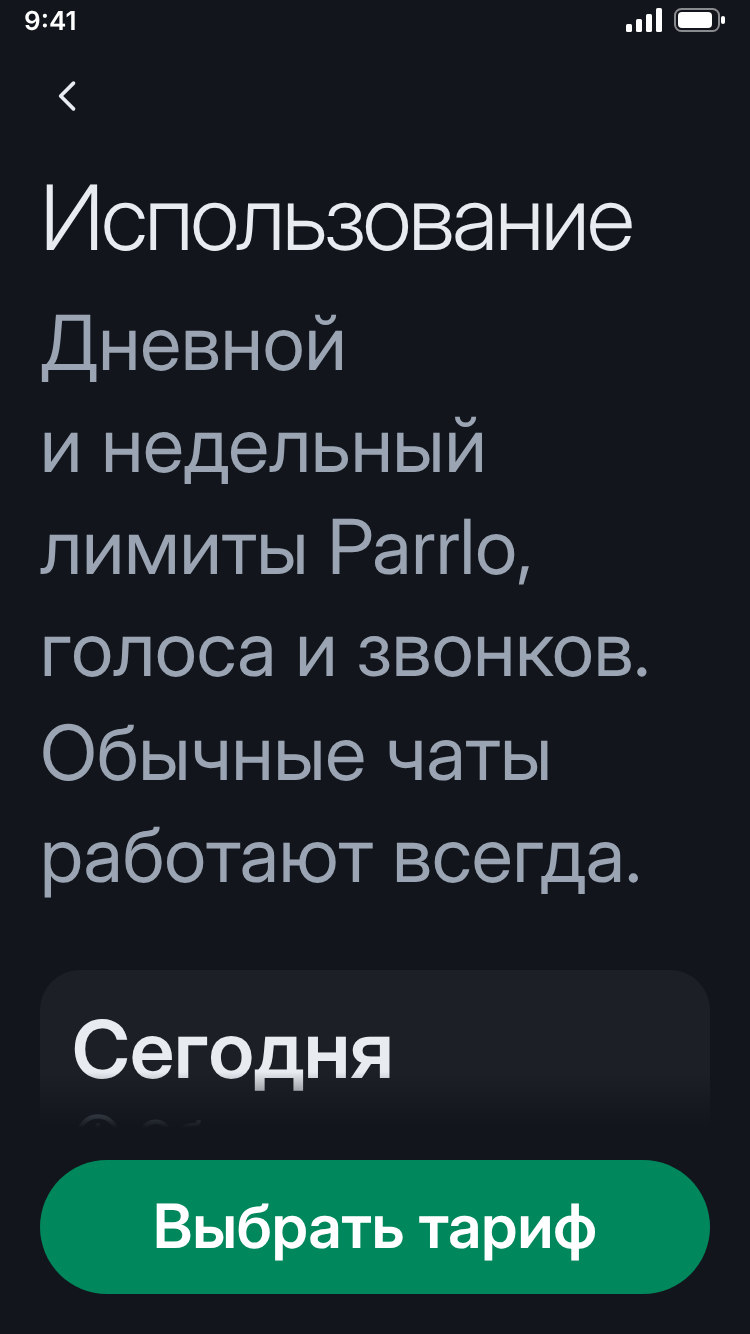 9:41
Использование
Дневной
и недельный
лимиты Parrlo,
голоса и звонков.
Обычные чаты
работают всегда.
Сегодня
Выбрать тариф